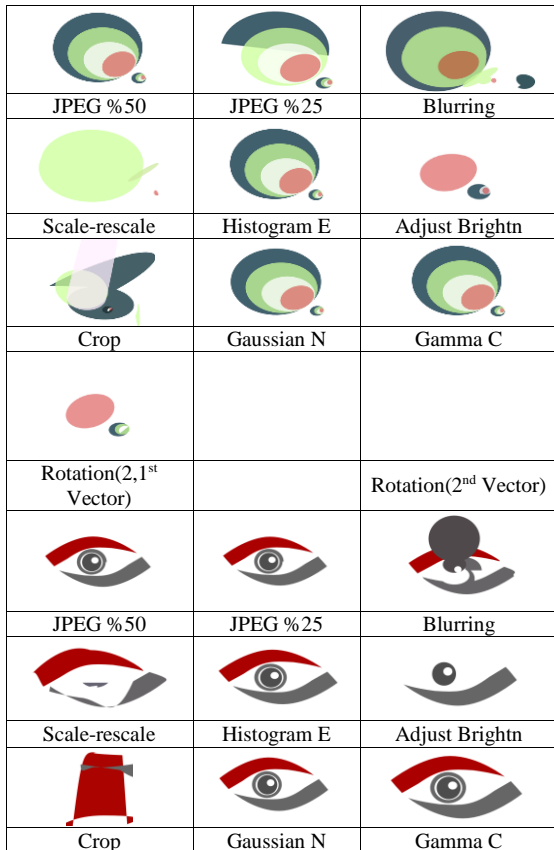 JPEG %50 JPEG %25 Blurring
Scale-rescale Histogram E Adjust Brightn
Crop Gaussian N Gamma C
Rotation(2,1st Rotation(2nd Vector)
Vector)
JPEG %50 JPEG %25 Blurring
Scale-rescale Histogram E Adjust Brightn
Crop Gaussian N Gamma C